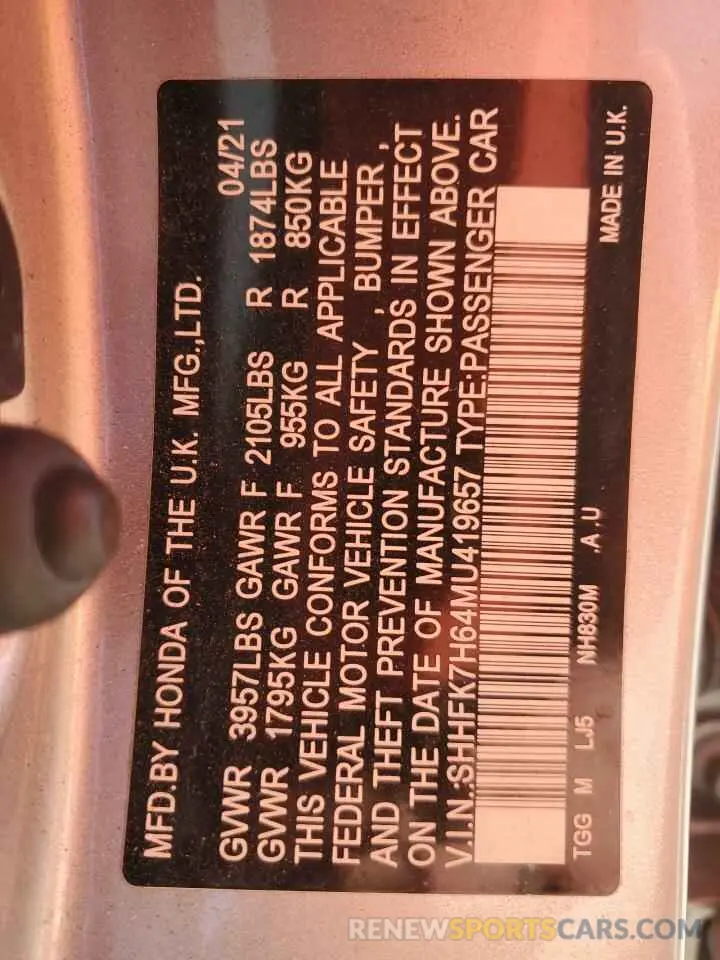 MFD.BY HONDA OF THE U.K. MFG.,LTD.
04/21
GVWR 3957LBS GAWR F 2105LBS R 1874LBS
GVWR 1795KG GAWR F 955KG R 850KG
THIS VEHICLE CONFORMS TO ALL APPLICABLE
FEDERAL MOTOR VEHICLE SAFETY , BUMPER ,
AND THEFT PREVENTION STANDARDS IN EFFECT
ON THE DATE OF MANUFACTURE SHOWN ABOVE.
V.I.N.:SHHFK7H64MU419657 TYPE:PASSENGER CAR
TGG M LJ5 NH830M .A .U MADE IN U.K.
RENEWSPORTSCARS.COM